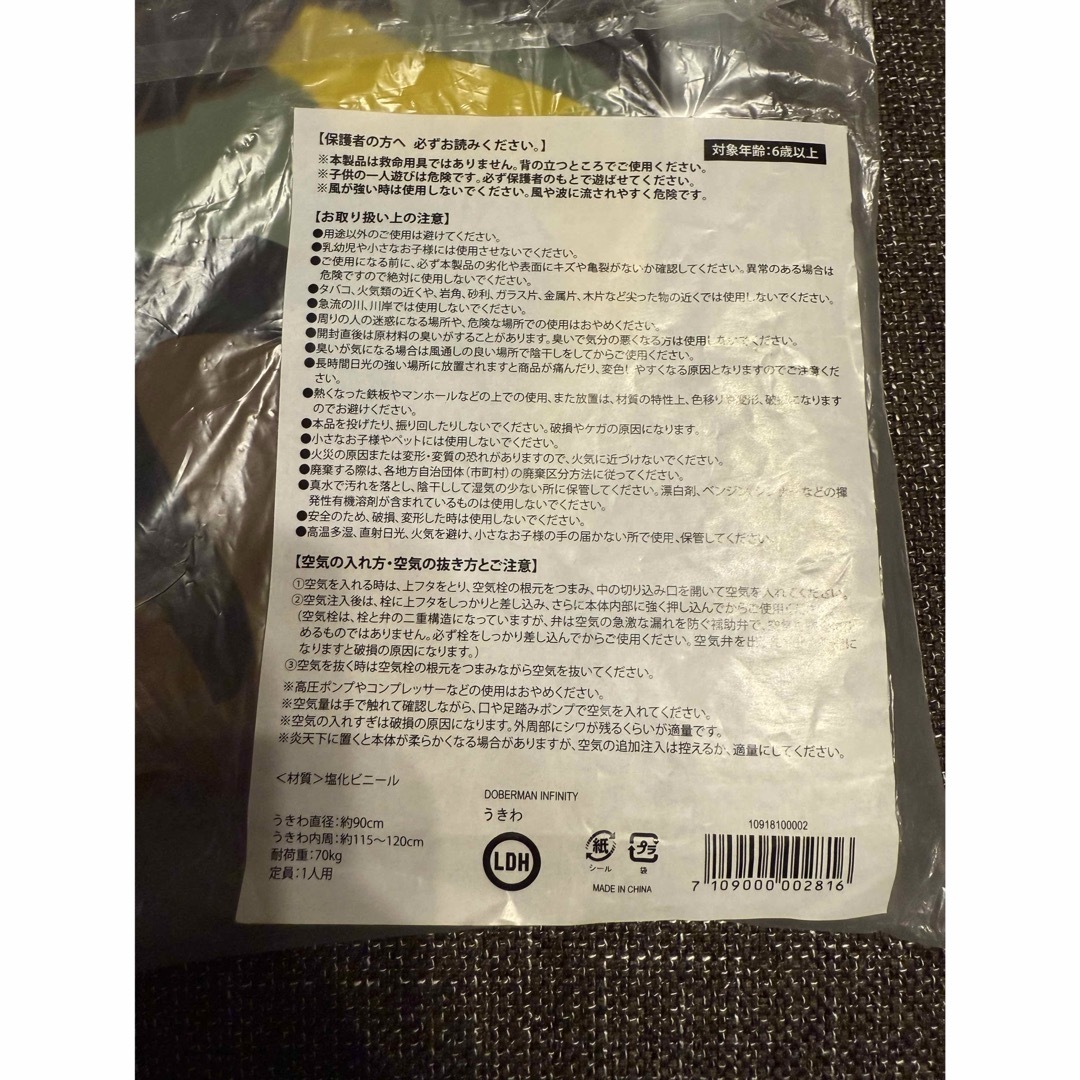 【保護者の方へ 必ずお読みください。】
対象年齢:6歳以上
※本製品は救命用具ではありません。背の立つところでご使用ください。
※子供の一人遊びは危険です。必ず保護者のもとで遊ばせてください。
※風が強い時は使用しないでください。風や波に流されやすく危険です。
【お取り扱い上の注意】
●用途以外のご使用は避けてください。
●乳幼児や小さなお子様には使用させないでください。
●ご使用になる前に、必ず本製品の劣化や表面にキズや亀裂がないか確認してください。異常のある場合は
危険ですので絶対に使用しないでください。
●タバコ、火気類の近くや、岩角、砂利、ガラス片、金属片、木片など尖った物の近くでは使用しないでください。
●急流の川、川岸では使用しないでください。
●周りの人の迷惑になる場所や、危険な場所での使用はおやめください。
●開封直後は原材料の臭いがすることがあります。臭いで気分の悪くなる方は使用しないでください。
●臭いが気になる場合は風通しの良い場所で陰干しをしてからご使用ください。
●長時間日光の強い場所に放置されますと商品が痛んだり、変色しやすくなる原因となりますのでご注意くだ
さい。
●熱くなった鉄板やマンホールなどの上での使用、また放置は、材質の特性上、色移りや変形、破損になります
のでお避けください。
●本品を投げたり、振り回したりしないでください。破損やケガの原因になります。
●小さなお子様やペットには使用しないでください。
●火災の原因または変形・変質の恐れがありますので、火気に近づけないでください。
●廃棄する際は、各地方自治団体(市町村)の廃棄区分方法に従ってください。
●真水で汚れを落とし、陰干しして湿気の少ない所に保管してください。漂白剤、ベンジン、などの揮
発性有機溶剤が含まれているものは使用しないでください。
●安全のため、破損、変形した時は使用しないでください。
●高温多湿、直射日光、火気を避け、小さなお子様の手の届かない所で使用、保管してください。
【空気の入れ方・空気の抜き方とご注意】
①空気を入れる時は、上フタをとり、空気栓の根元をつまみ、中の切り込み口を開いて空気を入れてください。
②空気注入後は、栓に上フタをしっかりと差し込み、さらに本体内部に強く押し込んでからご使用くだ
(空気栓は、栓と弁の二重構造になっていますが、弁は空気の急激な漏れを防ぐ補助弁で、空気
めるものではありません。必ず栓をしっかり差し込んでからご使用ください。空気弁を出
なりますと破損の原因になります。)
③空気を抜く時は空気栓の根元をつまみながら空気を抜いてください。
※高圧ポンプやコンプレッサーなどの使用はおやめください。
※空気量は手で触れて確認しながら、口や足踏みポンプで空気を入れてください。
※空気の入れすぎは破損の原因になります。外周部にシワが残るくらいが適量です。
※炎天下に置くと本体が柔らかくなる場合がありますが、空気の追加注入は控えるか、適量にしてください。
<材質>塩化ビニール
うきわ直径:約90cm
うきわ内周:約115〜120cm
耐荷重:70kg
定員:1人用
DOBERMAN INFINITY
うきわ
LDH
紙
シール
プラ
袋
MADE IN CHINA
10918100002
7 109000 002816